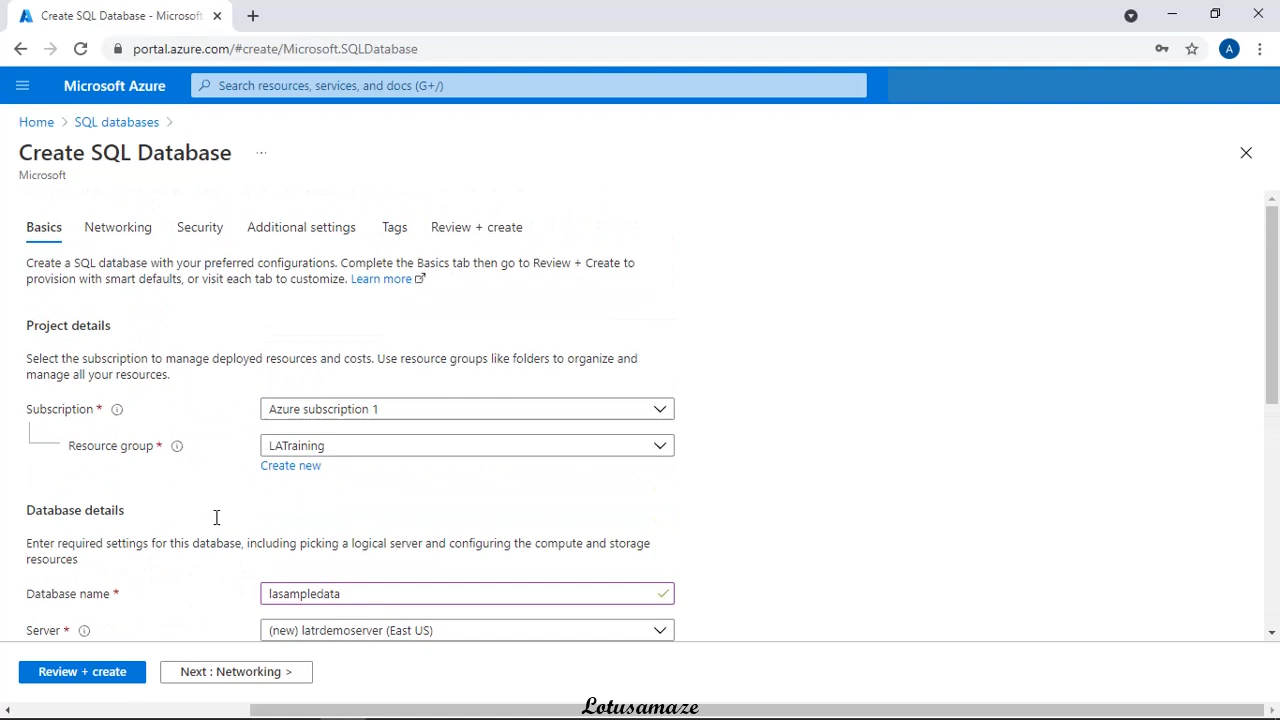 Create SQL Database - Microsoft
portal.azure.com/#create/Microsoft.SQLDatabase
A
Microsoft Azure
Search resources, services, and docs (G+/)
Home > SQL databases >
Create SQL Database ...
Microsoft
Basics Networking Security Additional settings Tags Review + create
Create a SQL database with your preferred configurations. Complete the Basics tab then go to Review + Create to
provision with smart defaults, or visit each tab to customize. Learn more
Project details
Select the subscription to manage deployed resources and costs. Use resource groups like folders to organize and
manage all your resources.
Subscription * Azure subscription 1
Resource group * LATraining
Create new
Database details
Enter required settings for this database, including picking a logical server and configuring the compute and storage
resources
Database name * lasampledata
Server * (new) latrdemoserver (East US)
Review + create Next : Networking >
Lotusamaze